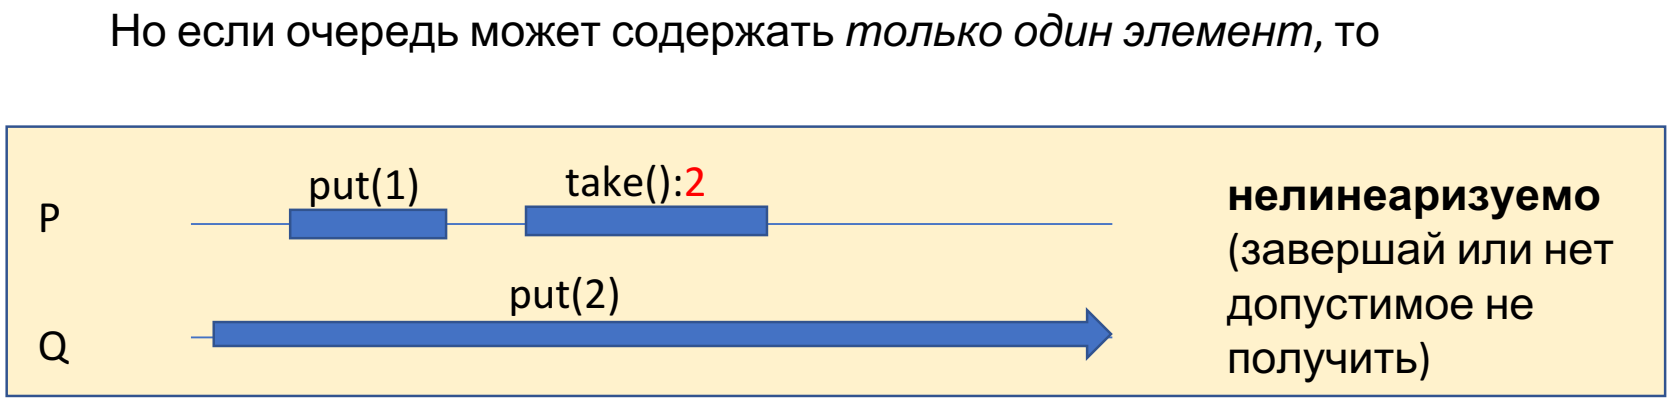 Но если очередь может содержать только один элемент, то
put(1)
take():2
P
put(2)
Q
нелинеаризуемо
(завершай или нет
допустимое не
получить)